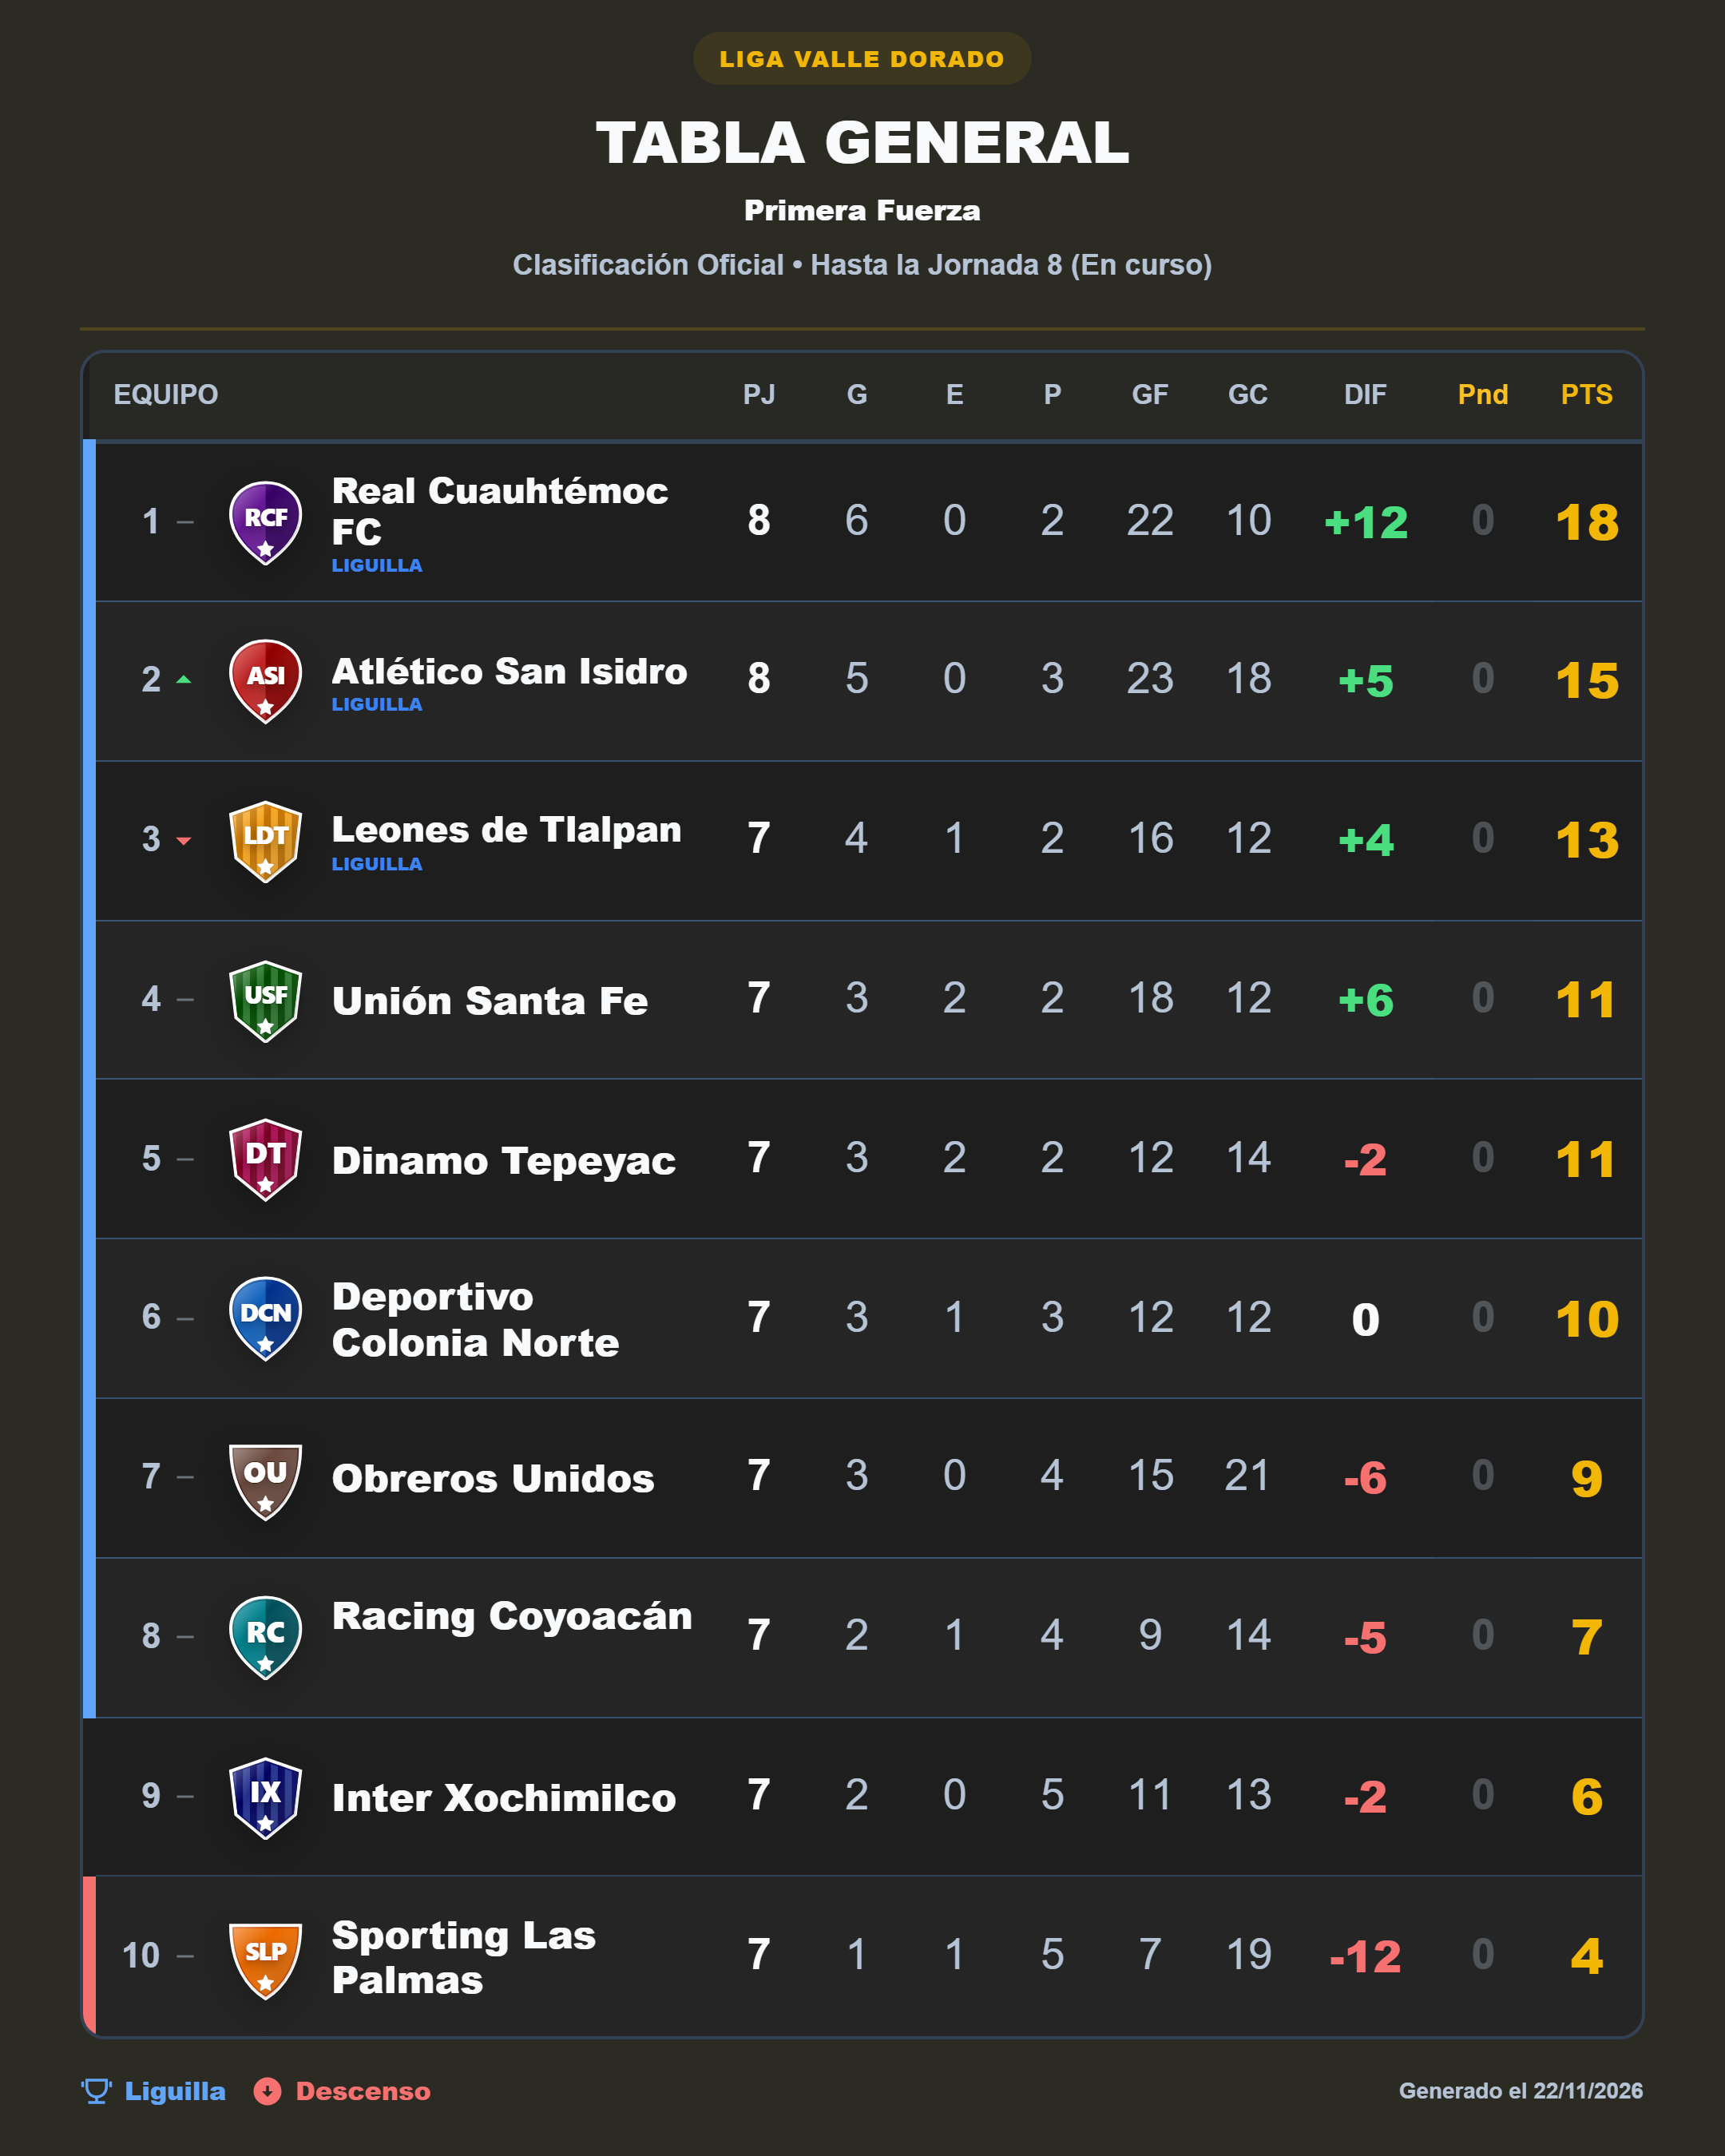 LIGA VALLE DORADO
TABLA GENERAL
Primera Fuerza
Clasificación Oficial • Hasta la Jornada 8 (En curso)
EQUIPO PJ G E P GF GC DIF Pnd PTS
1 – RCF Real Cuauhtémoc
FC
LIGUILLA
8 6 0 2 22 10 +12 0 18
2 ASI Atlético San Isidro
LIGUILLA
8 5 0 3 23 18 +5 0 15
3 LDT Leones de Tlalpan
LIGUILLA
7 4 1 2 16 12 +4 0 13
4 – USF Unión Santa Fe 7 3 2 2 18 12 +6 0 11
5 – DT Dinamo Tepeyac 7 3 2 2 12 14 -2 0 11
6 – DCN Deportivo
Colonia Norte
7 3 1 3 12 12 0 0 10
7 – OU Obreros Unidos 7 3 0 4 15 21 -6 0 9
8 – RC Racing Coyoacán 7 2 1 4 9 14 -5 0 7
9 – IX Inter Xochimilco 7 2 0 5 11 13 -2 0 6
10 – SLP Sporting Las
Palmas
7 1 1 5 7 19 -12 0 4
Liguilla Descenso Generado el 22/11/2026